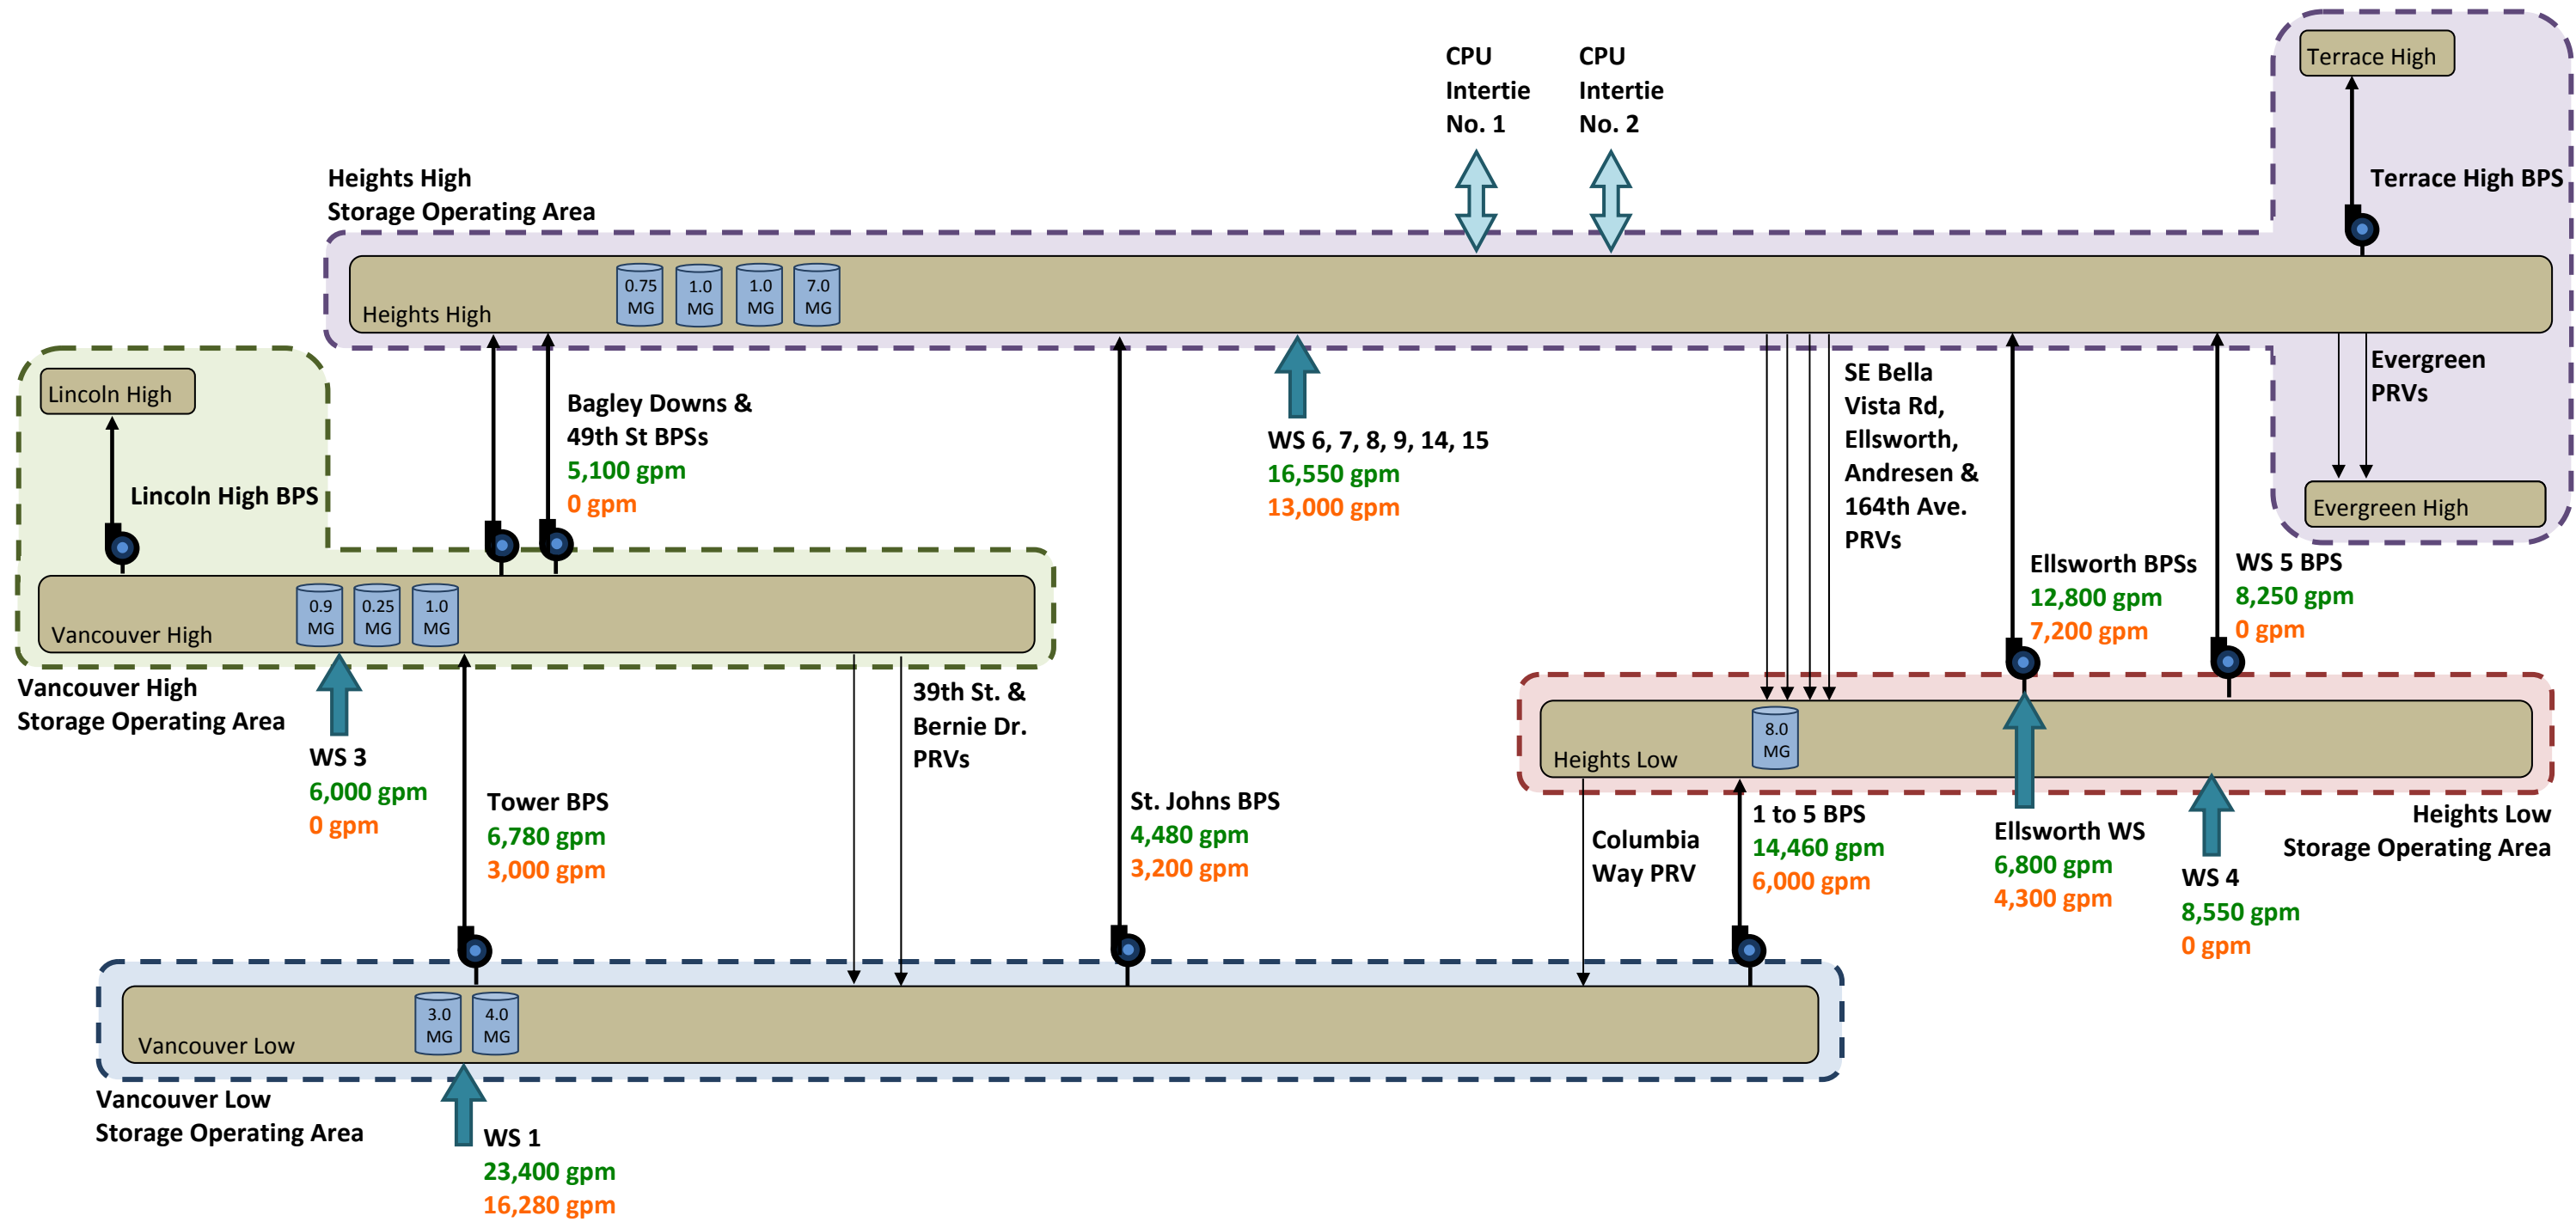 CPU
Intertie
No. 1
CPU
Intertie
No. 2
Terrace High
Terrace High BPS
Heights High
Storage Operating Area
0.75
MG
1.0
MG
1.0
MG
7.0
MG
Heights High
Lincoln High
Lincoln High BPS
Bagley Downs &
49th St BPSs
5,100 gpm
0 gpm
WS 6, 7, 8, 9, 14, 15
16,550 gpm
13,000 gpm
SE Bella
Vista Rd,
Ellsworth,
Andresen &
164th Ave.
PRVs
Evergreen
PRVs
Evergreen High
Ellsworth BPSs
12,800 gpm
7,200 gpm
WS 5 BPS
8,250 gpm
0 gpm
0.9
MG
0.25
MG
1.0
MG
Vancouver High
Vancouver High
Storage Operating Area
WS 3
6,000 gpm
0 gpm
Tower BPS
6,780 gpm
3,000 gpm
39th St. &
Bernie Dr.
PRVs
St. Johns BPS
4,480 gpm
3,200 gpm
8.0
MG
Heights Low
Columbia
Way PRV
1 to 5 BPS
14,460 gpm
6,000 gpm
Ellsworth WS
6,800 gpm
4,300 gpm
WS 4
8,550 gpm
0 gpm
Heights Low
Storage Operating Area
3.0
MG
4.0
MG
Vancouver Low
Vancouver Low
Storage Operating Area
WS 1
23,400 gpm
16,280 gpm